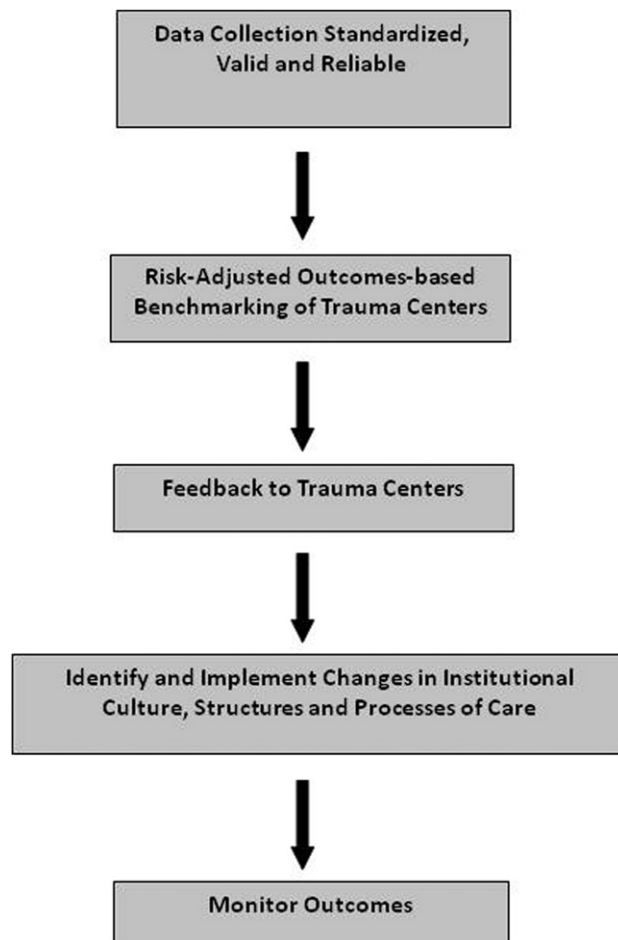 Data Collection Standardized,
Valid and Reliable
Risk-Adjusted Outcomes-based
Benchmarking of Trauma Centers
Feedback to Trauma Centers
Identify and Implement Changes in Institutional
Culture, Structures and Processes of Care
Monitor Outcomes